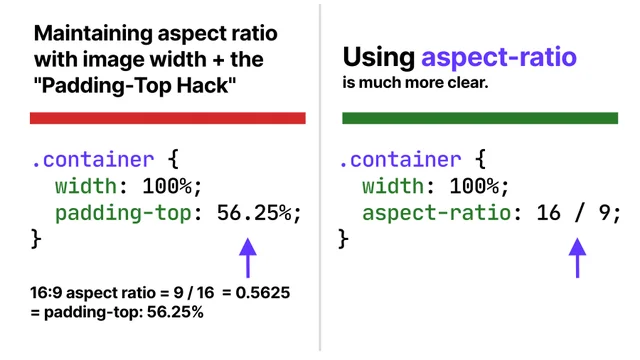 Maintaining aspect ratio
with image width + the
"Padding-Top Hack"
.container {
  width: 100%;
  padding-top: 56.25%;
}
16:9 aspect ratio = 9 / 16  = 0.5625
= padding-top: 56.25%
Using aspect-ratio
is much more clear.
.container {
  width: 100%;
  aspect-ratio: 16 / 9;
}